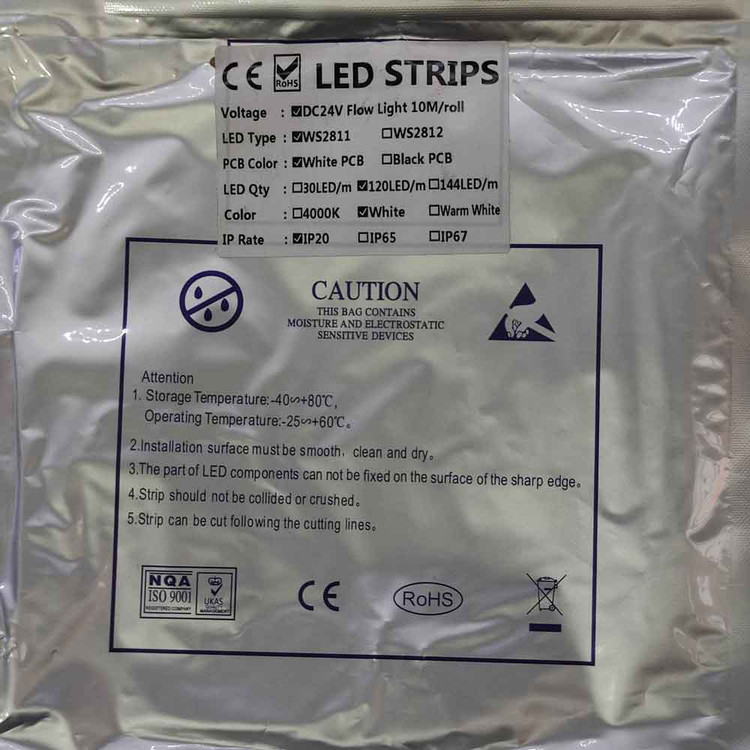 CE RoHS LED STRIPS
Voltage : ☑DC24V Flow Light 10M/roll
LED Type : ☑WS2811 ☐WS2812
PCB Color : ☑White PCB ☐Black PCB
LED Qty : ☐30LED/m ☑120LED/m ☐144LED/m
Color : ☐4000K ☑White ☐Warm White
IP Rate : ☑IP20 ☐IP65 ☐IP67
CAUTION
THIS BAG CONTAINS
MOISTURE AND ELECTROSTATIC
SENSITIVE DEVICES
Attention
1. Storage Temperature:-40∽+80℃,
Operating Temperature:-25∽+60℃。
2.Installation surface must be smooth, clean and dry。
3.The part of LED components can not be fixed on the surface of the sharp edge。
4.Strip should not be collided or crushed。
5.Strip can be cut following the cutting lines。
NQA
ISO 9001
REGISTERED COMPANY
UKAS
QUALITY
MANAGEMENT
CE
RoHS